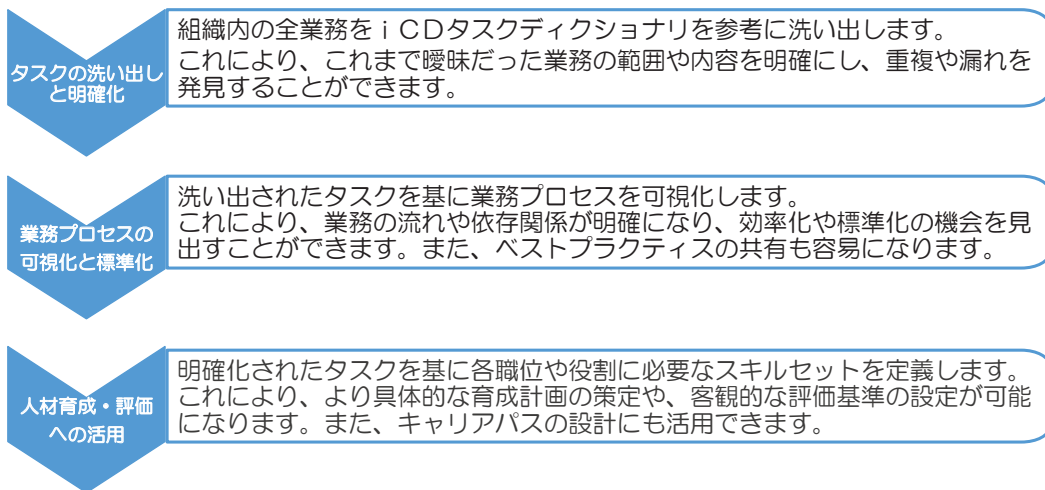 タスクの洗い出し
と明確化
組織内の全業務をｉＣＤタスクディクショナリを参考に洗い出します。
これにより、これまで曖昧だった業務の範囲や内容を明確にし、重複や漏れを
発見することができます。
業務プロセスの
可視化と標準化
洗い出されたタスクを基に業務プロセスを可視化します。
これにより、業務の流れや依存関係が明確になり、効率化や標準化の機会を見
出すことができます。また、ベストプラクティスの共有も容易になります。
人材育成・評価
への活用
明確化されたタスクを基に各職位や役割に必要なスキルセットを定義します。
これにより、より具体的な育成計画の策定や、客観的な評価基準の設定が可能
になります。また、キャリアパスの設計にも活用できます。